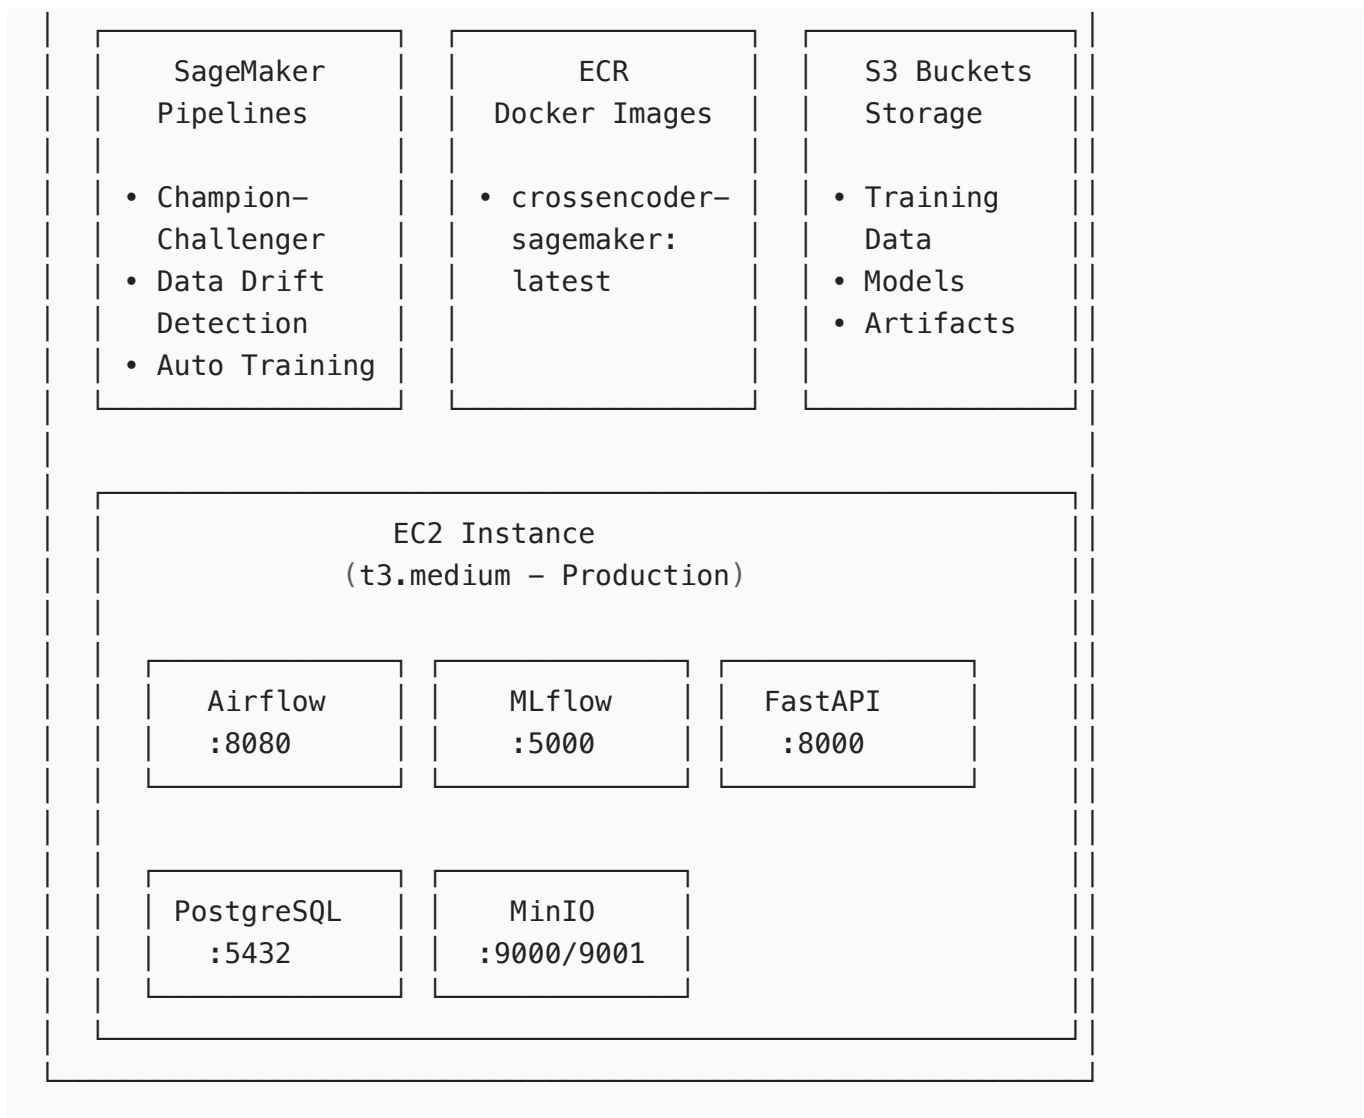 SageMaker
Pipelines
• Champion-
Challenger
• Data Drift
Detection
• Auto Training
ECR
Docker Images
• crossencoder-
sagemaker:
latest
S3 Buckets
Storage
• Training
Data
• Models
• Artifacts
EC2 Instance
(t3.medium - Production)
Airflow
:8080
MLflow
:5000
FastAPI
:8000
PostgreSQL
:5432
MinIO
:9000/9001